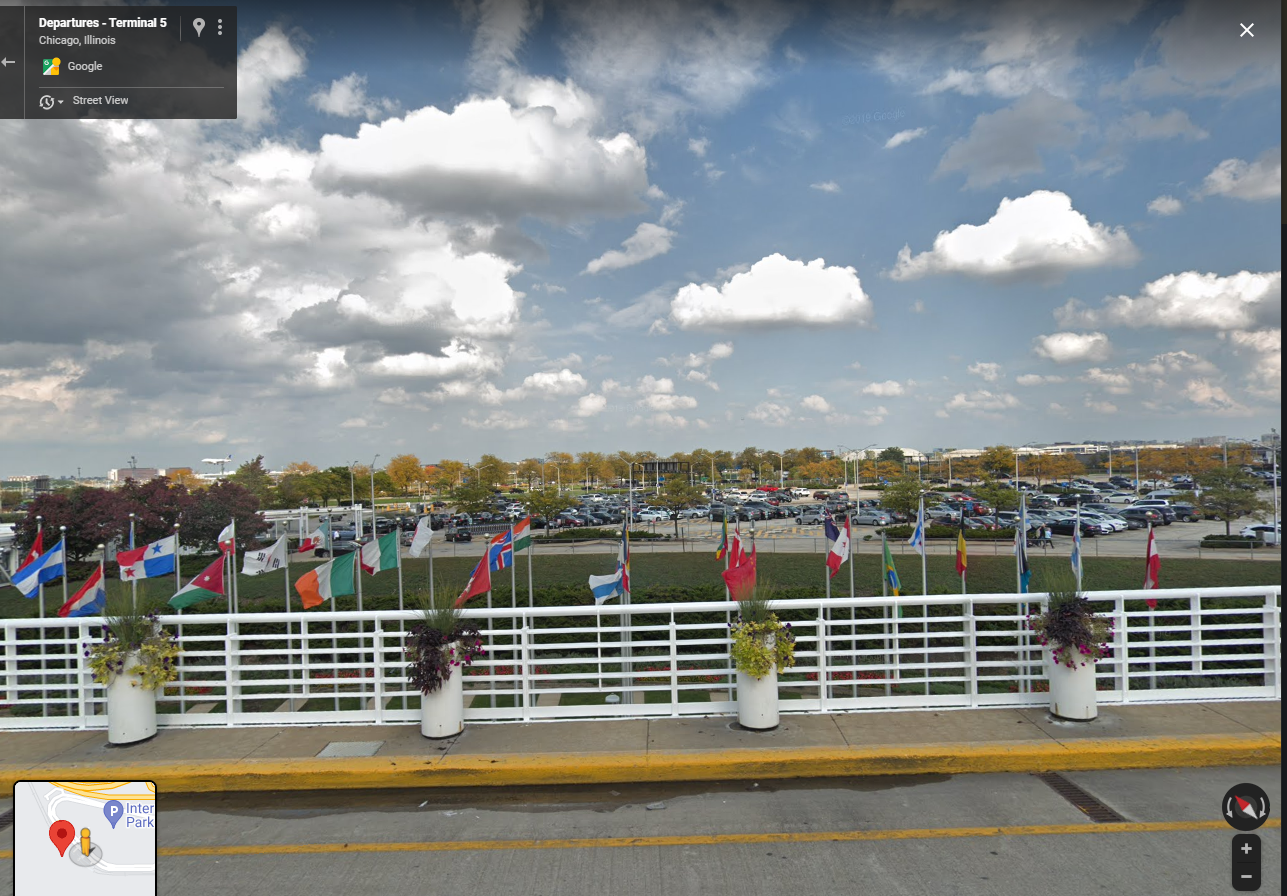 Departures - Terminal 5
Chicago, Illinois
Google
Street View
Inter
Park
P